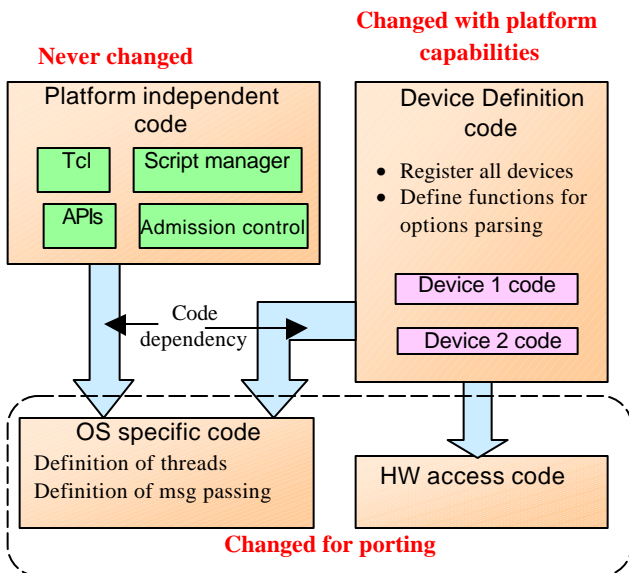 Changed with platform
capabilities
Never changed
Platform independent
code
Tcl
Script manager
APIs
Admission control
Device Definition
code
• Register all devices
• Define functions for
options parsing
Device 1 code
Device 2 code
Code
dependency
OS specific code
Definition of threads
Definition of msg passing
HW access code
Changed for porting